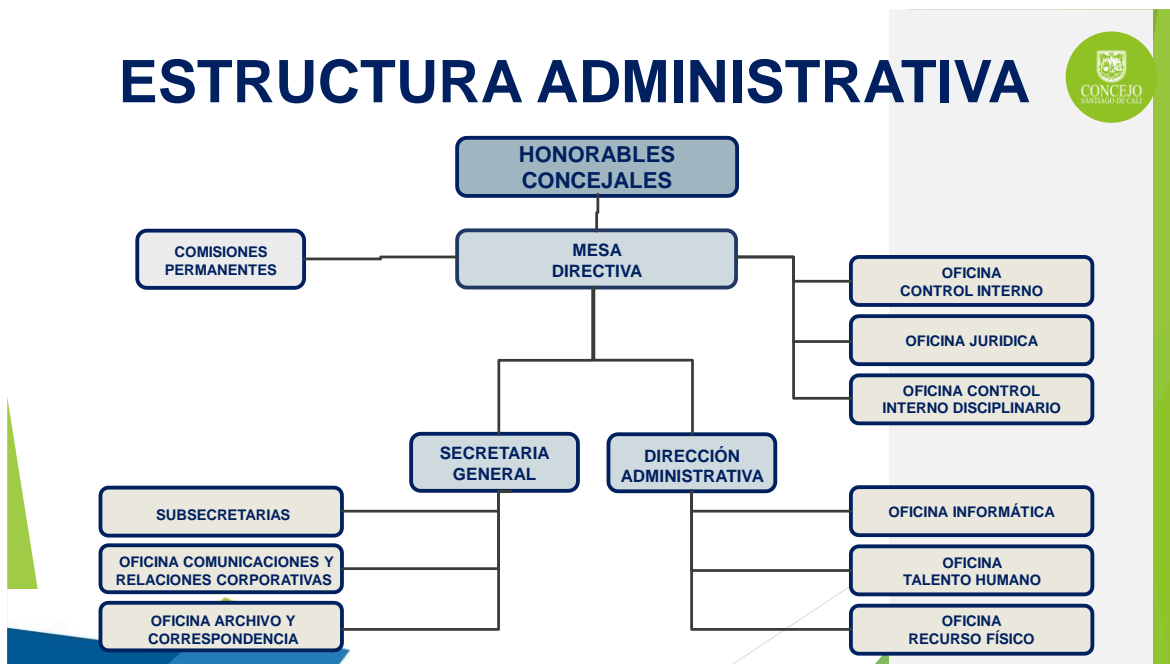 ESTRUCTURA ADMINISTRATIVA
CONCEJO
SANTIAGO DE CALI
HONORABLES
CONCEJALES
COMISIONES
PERMANENTES
MESA
DIRECTIVA
OFICINA
CONTROL INTERNO
OFICINA JURIDICA
OFICINA CONTROL
INTERNO DISCIPLINARIO
SECRETARIA
GENERAL
DIRECCIÓN
ADMINISTRATIVA
SUBSECRETARIAS
OFICINA COMUNICACIONES Y
RELACIONES CORPORATIVAS
OFICINA ARCHIVO Y
CORRESPONDENCIA
OFICINA INFORMÁTICA
OFICINA
TALENTO HUMANO
OFICINA
RECURSO FÍSICO